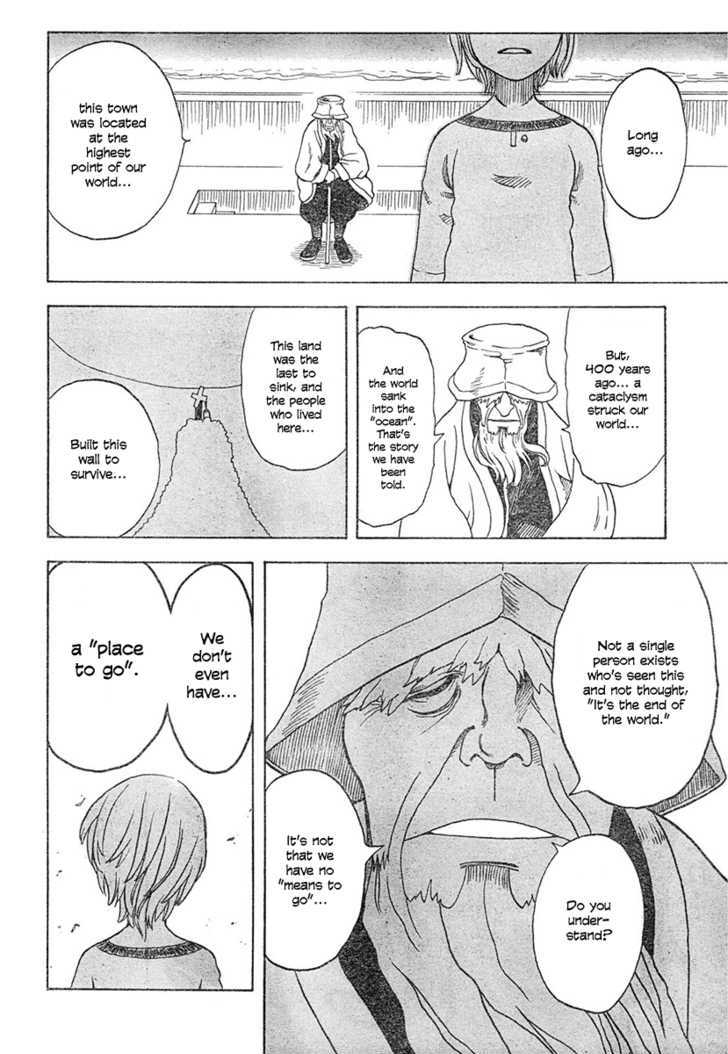 Long
ago...
this town
was located
at the
highest
point of our
world...
But,
400 years
ago... a
cataclysm
struck our
world...
And
the world
sank
into the
"ocean".
That's
the story
we have
been
told.
This land
was the
last to
sink, and
the people
who lived
here...
Built this
wall to
survive...
Not a single
person exists
who's seen this
and not thought,
"It's the end of
the world."
Do you
under-
stand?
It's not
that we
have no
"means to
go"...
We
don't
even
have...
a "place
to go".